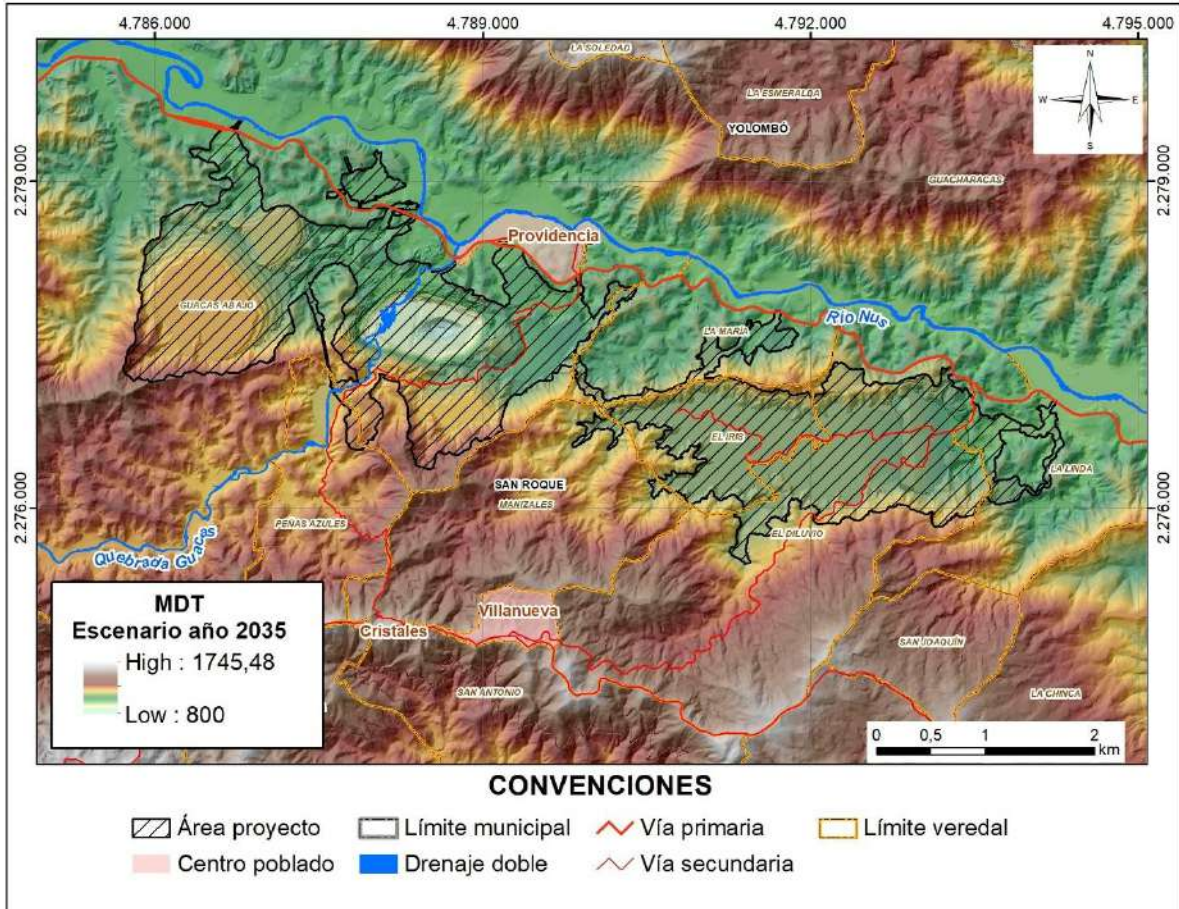 4.786.000
4.789.000
4.792.000
4.795.000
LA SOLEDAD
N
W E
S
LA ESMERALDA
YOLOMBÓ
2.279.000
2.279.000
GUACHARACAS
Providencia
GUACAS ABAJO
Río Nus
LA MARÍA
EL IRIS
LA LINDA
SAN ROQUE
MANIZALES
2.276.000
2.276.000
PEÑAS AZULES
EL DILUVIO
Quebrada Guacas
MDT
Escenario año 2035
High : 1745,48
Low : 800
Villanueva
Cristales
SAN JOAQUÍN
SAN ANTONIO
LA CHINCA
0 0,5 1 2
km
CONVENCIONES
Área proyecto
Límite municipal
Vía primaria
Límite veredal
Centro poblado
Drenaje doble
Vía secundaria